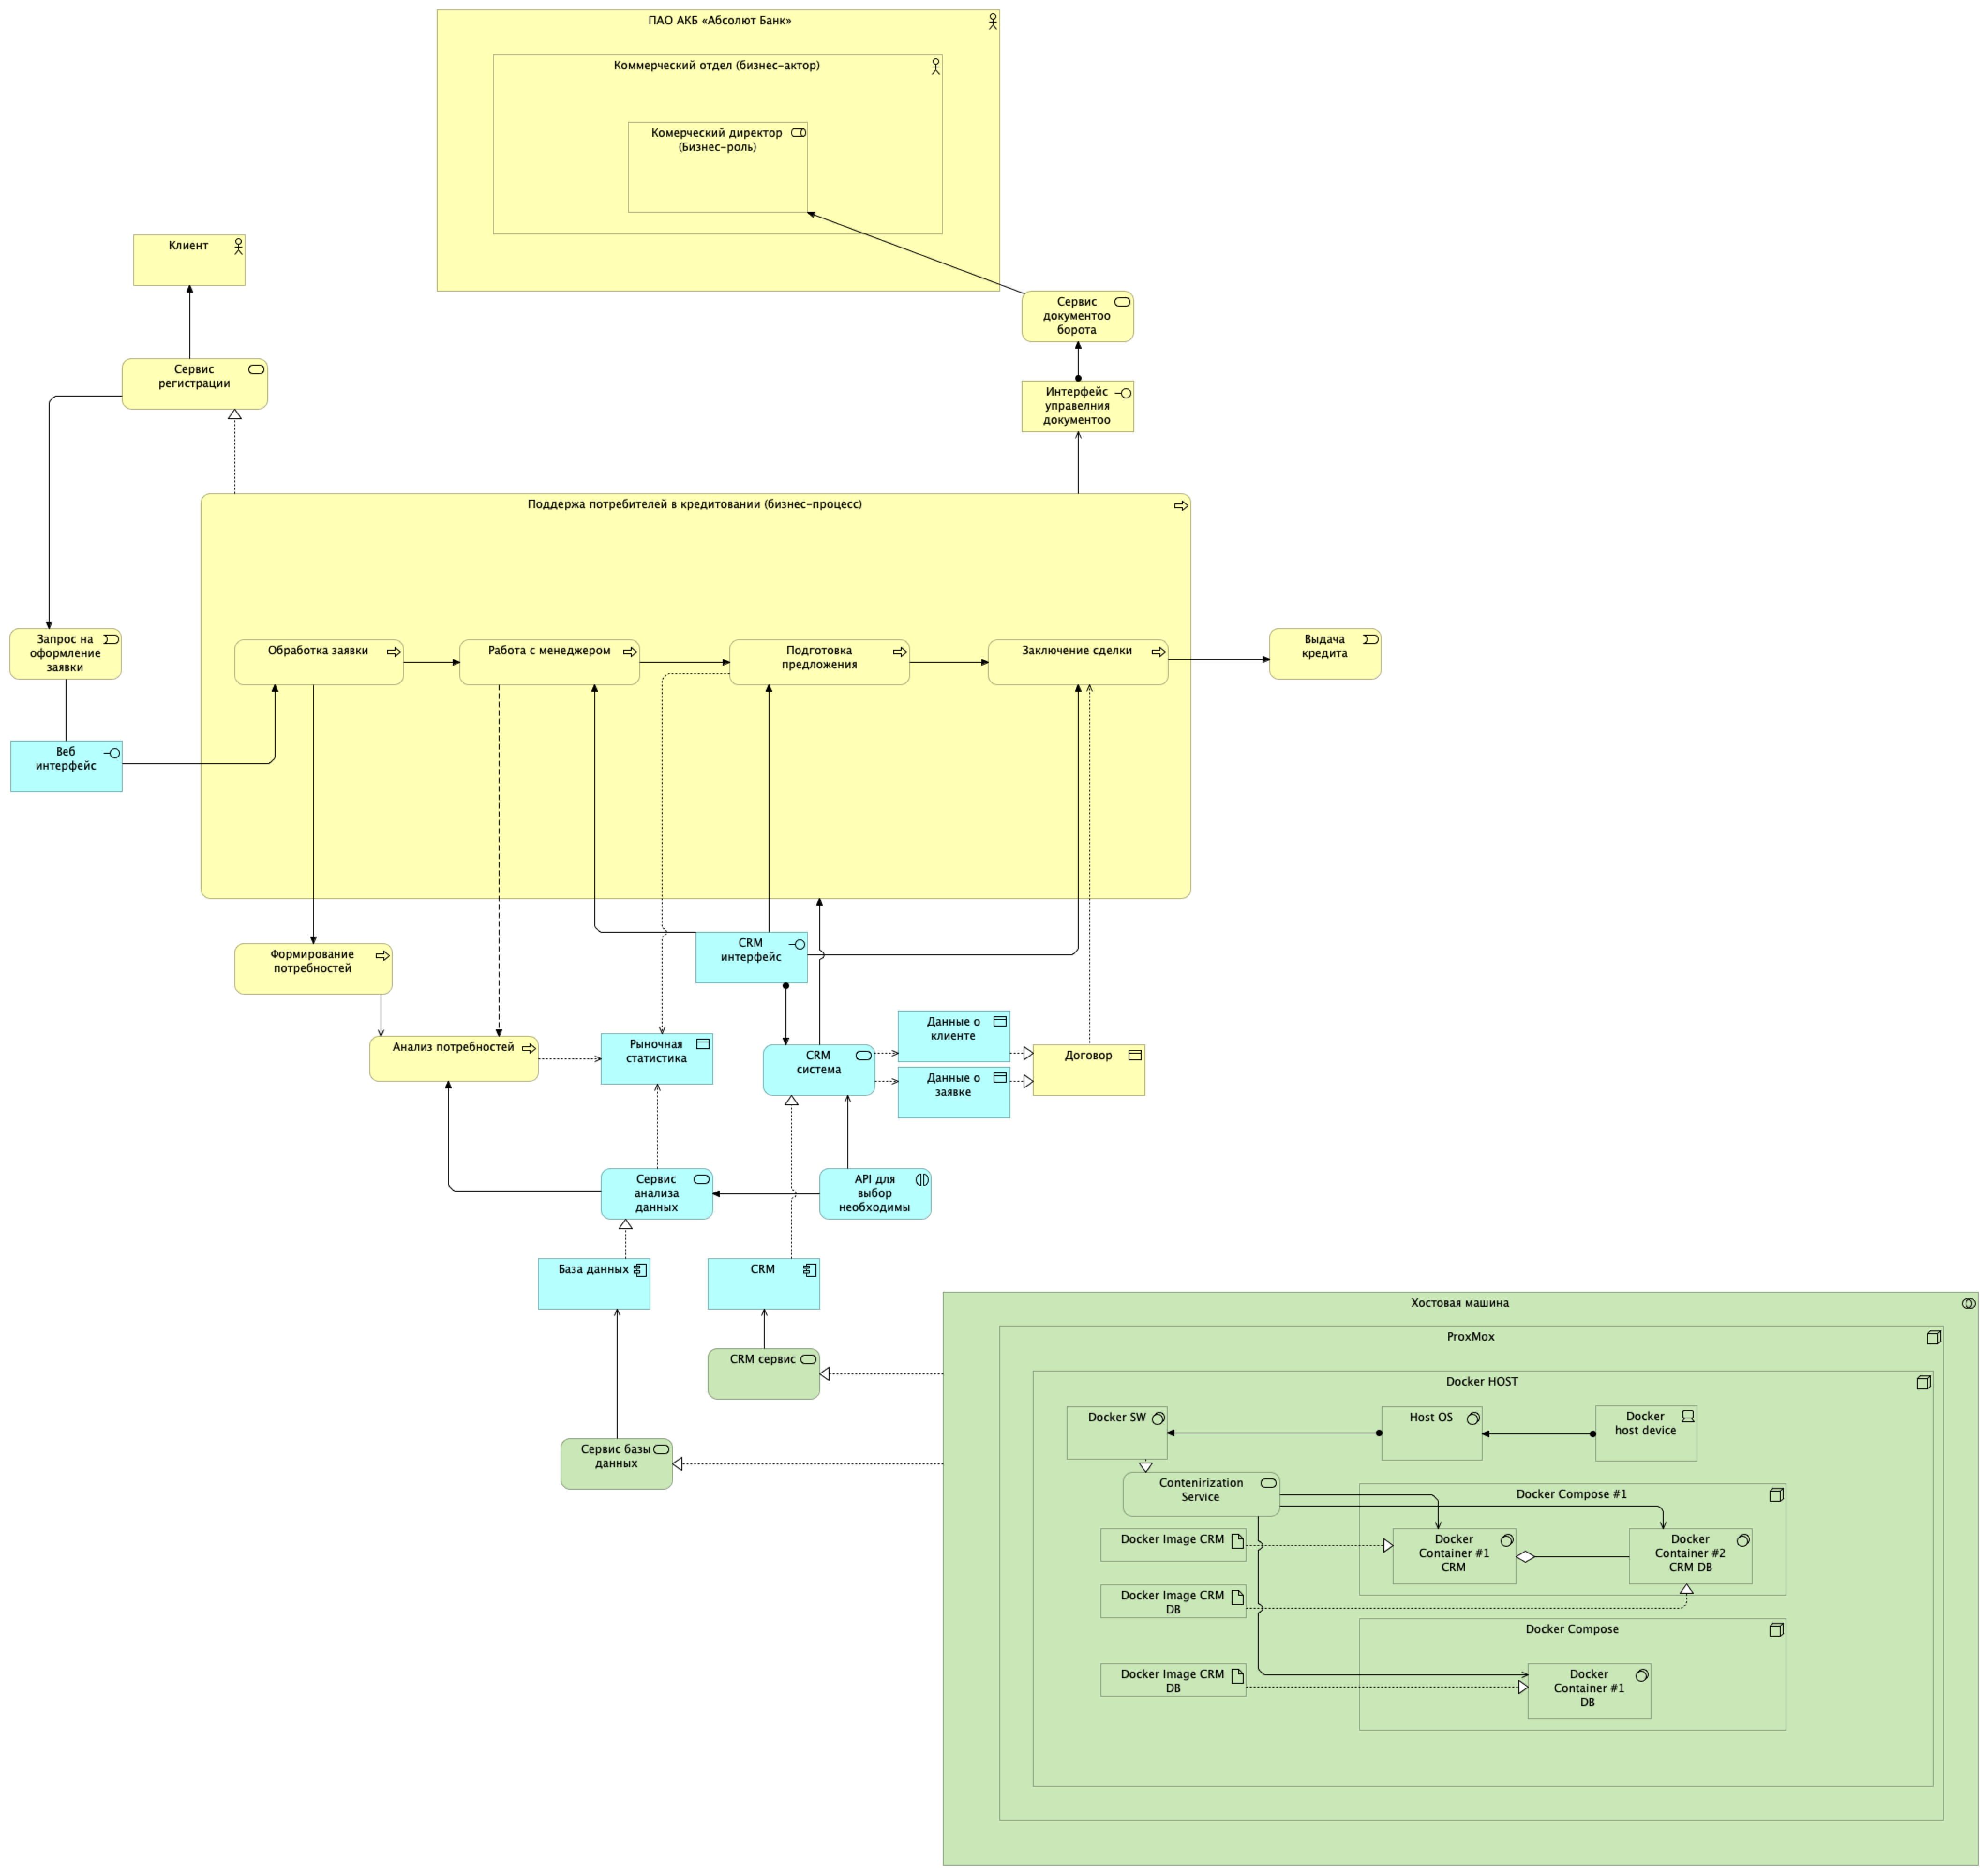 ПАО АКБ «Абсолют Банк»
Коммерческий отдел (бизнес-актор)
Комерческий директор
(Бизнес-роль)
Клиент
Сервис
документоо
борота
Сервис
регистрации
Интерфейс
управелния
документоо
Поддержа потребителей в кредитовании (бизнес-процесс)
Запрос на
оформление
заявки
Обработка заявки
Работа с менеджером
Подготовка
предложения
Заключение сделки
Выдача
кредита
Веб
интерфейс
Формирование
потребностей
CRM
интерфейс
Анализ потребностей
Рыночная
статистика
CRM
система
Данные о
клиенте
Данные о
заявке
Договор
Сервис
анализа
данных
API для
выбор
необходимы
База данных
CRM
CRM сервис
Сервис базы
данных
Хостовая машина
ProxMox
Docker HOST
Docker SW
Host OS
Docker
host device
Contenirization
Service
Docker Compose #1
Docker Image CRM
Docker
Container #1
CRM
Docker
Container #2
CRM DB
Docker Image CRM
DB
Docker Compose
Docker Image CRM
DB
Docker
Container #1
DB